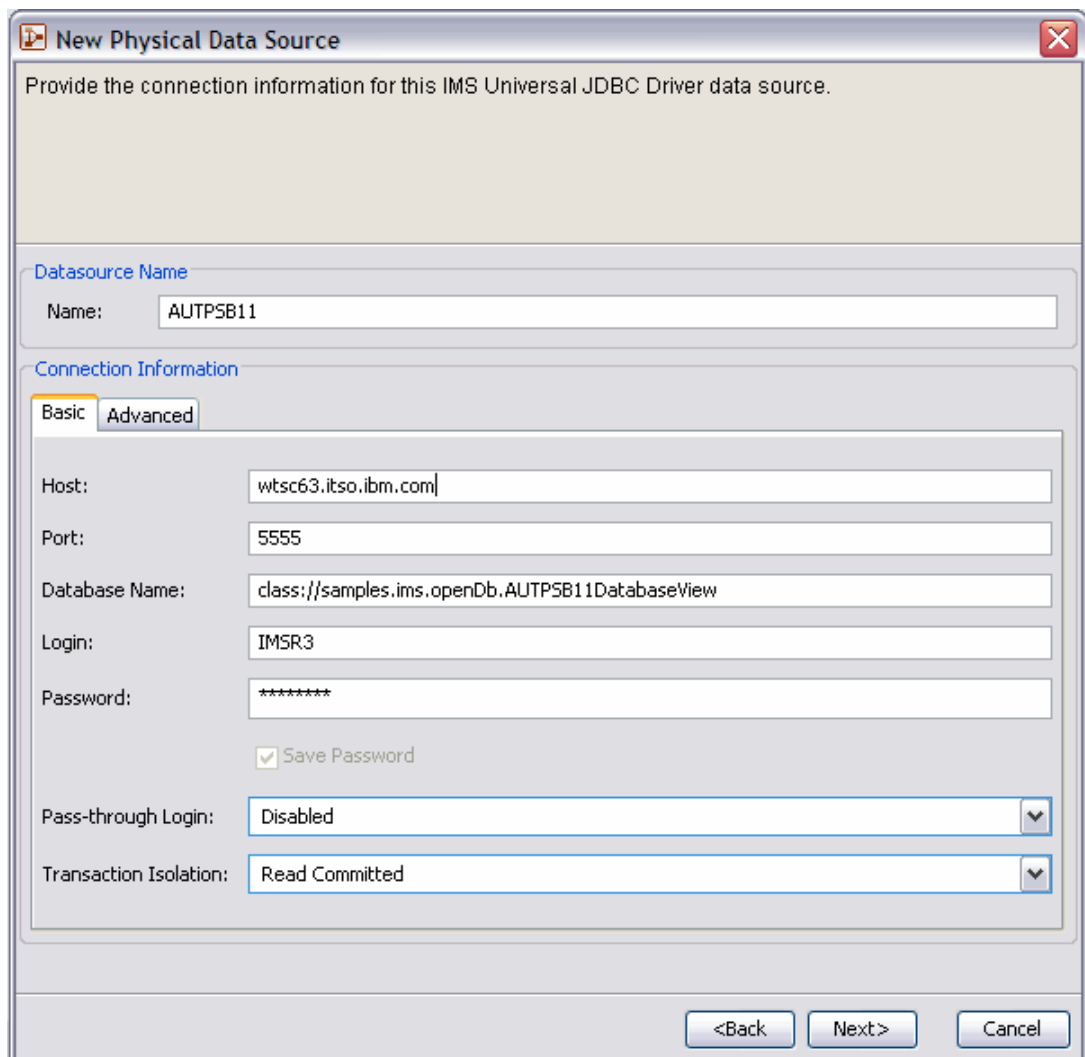 New Physical Data Source
Provide the connection information for this IMS Universal JDBC Driver data source.
Datasource Name
Name: AUTPSB11
Connection Information
Basic Advanced
Host: wtsc63.itso.ibm.com
Port: 5555
Database Name: class://samples.ims.openDb.AUTPSB11DatabaseView
Login: IMSR3
Password: ********
Save Password
Pass-through Login: Disabled
Transaction Isolation: Read Committed
<Back Next> Cancel